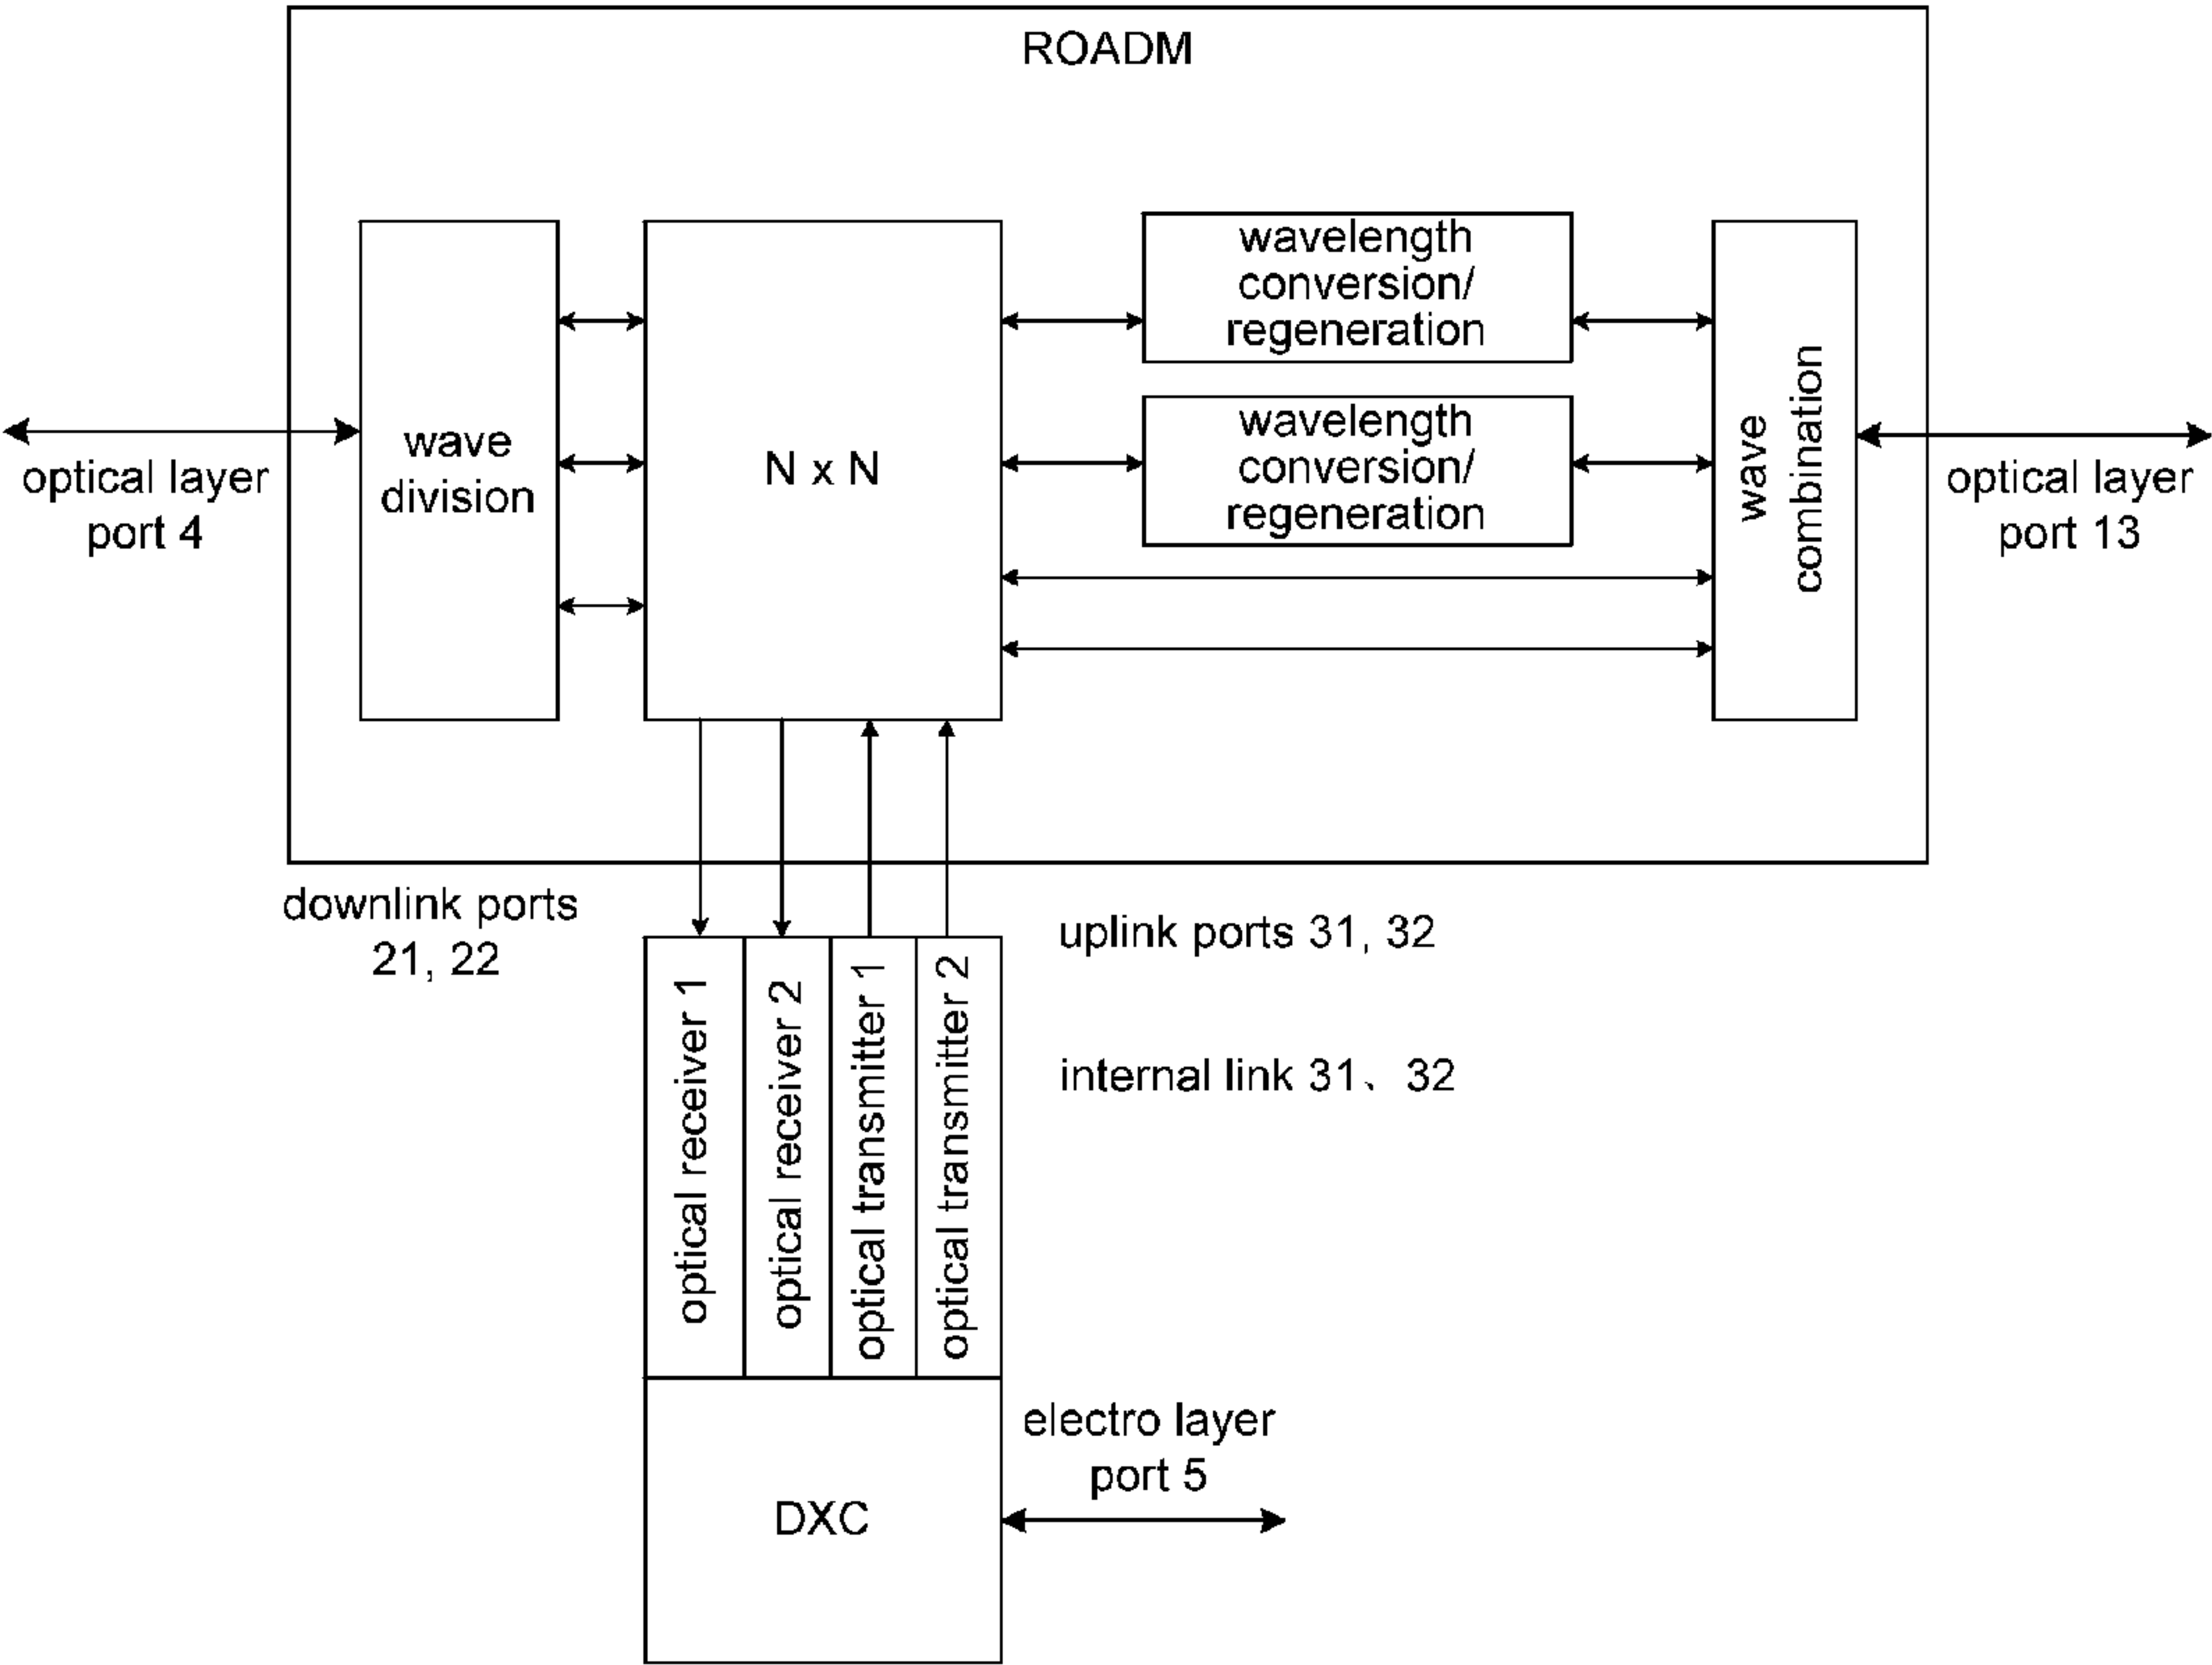 ROADM
wavelength
conversion/
regeneration
wavelength
conversion/
regeneration
wave
division
N x N
wave
combination
optical layer
port 4
optical layer
port 13
downlink ports
21, 22
uplink ports 31, 32
internal link 31、32
optical receiver 1
optical receiver 2
optical transmitter 1
optical transmitter 2
electro layer
port 5
DXC